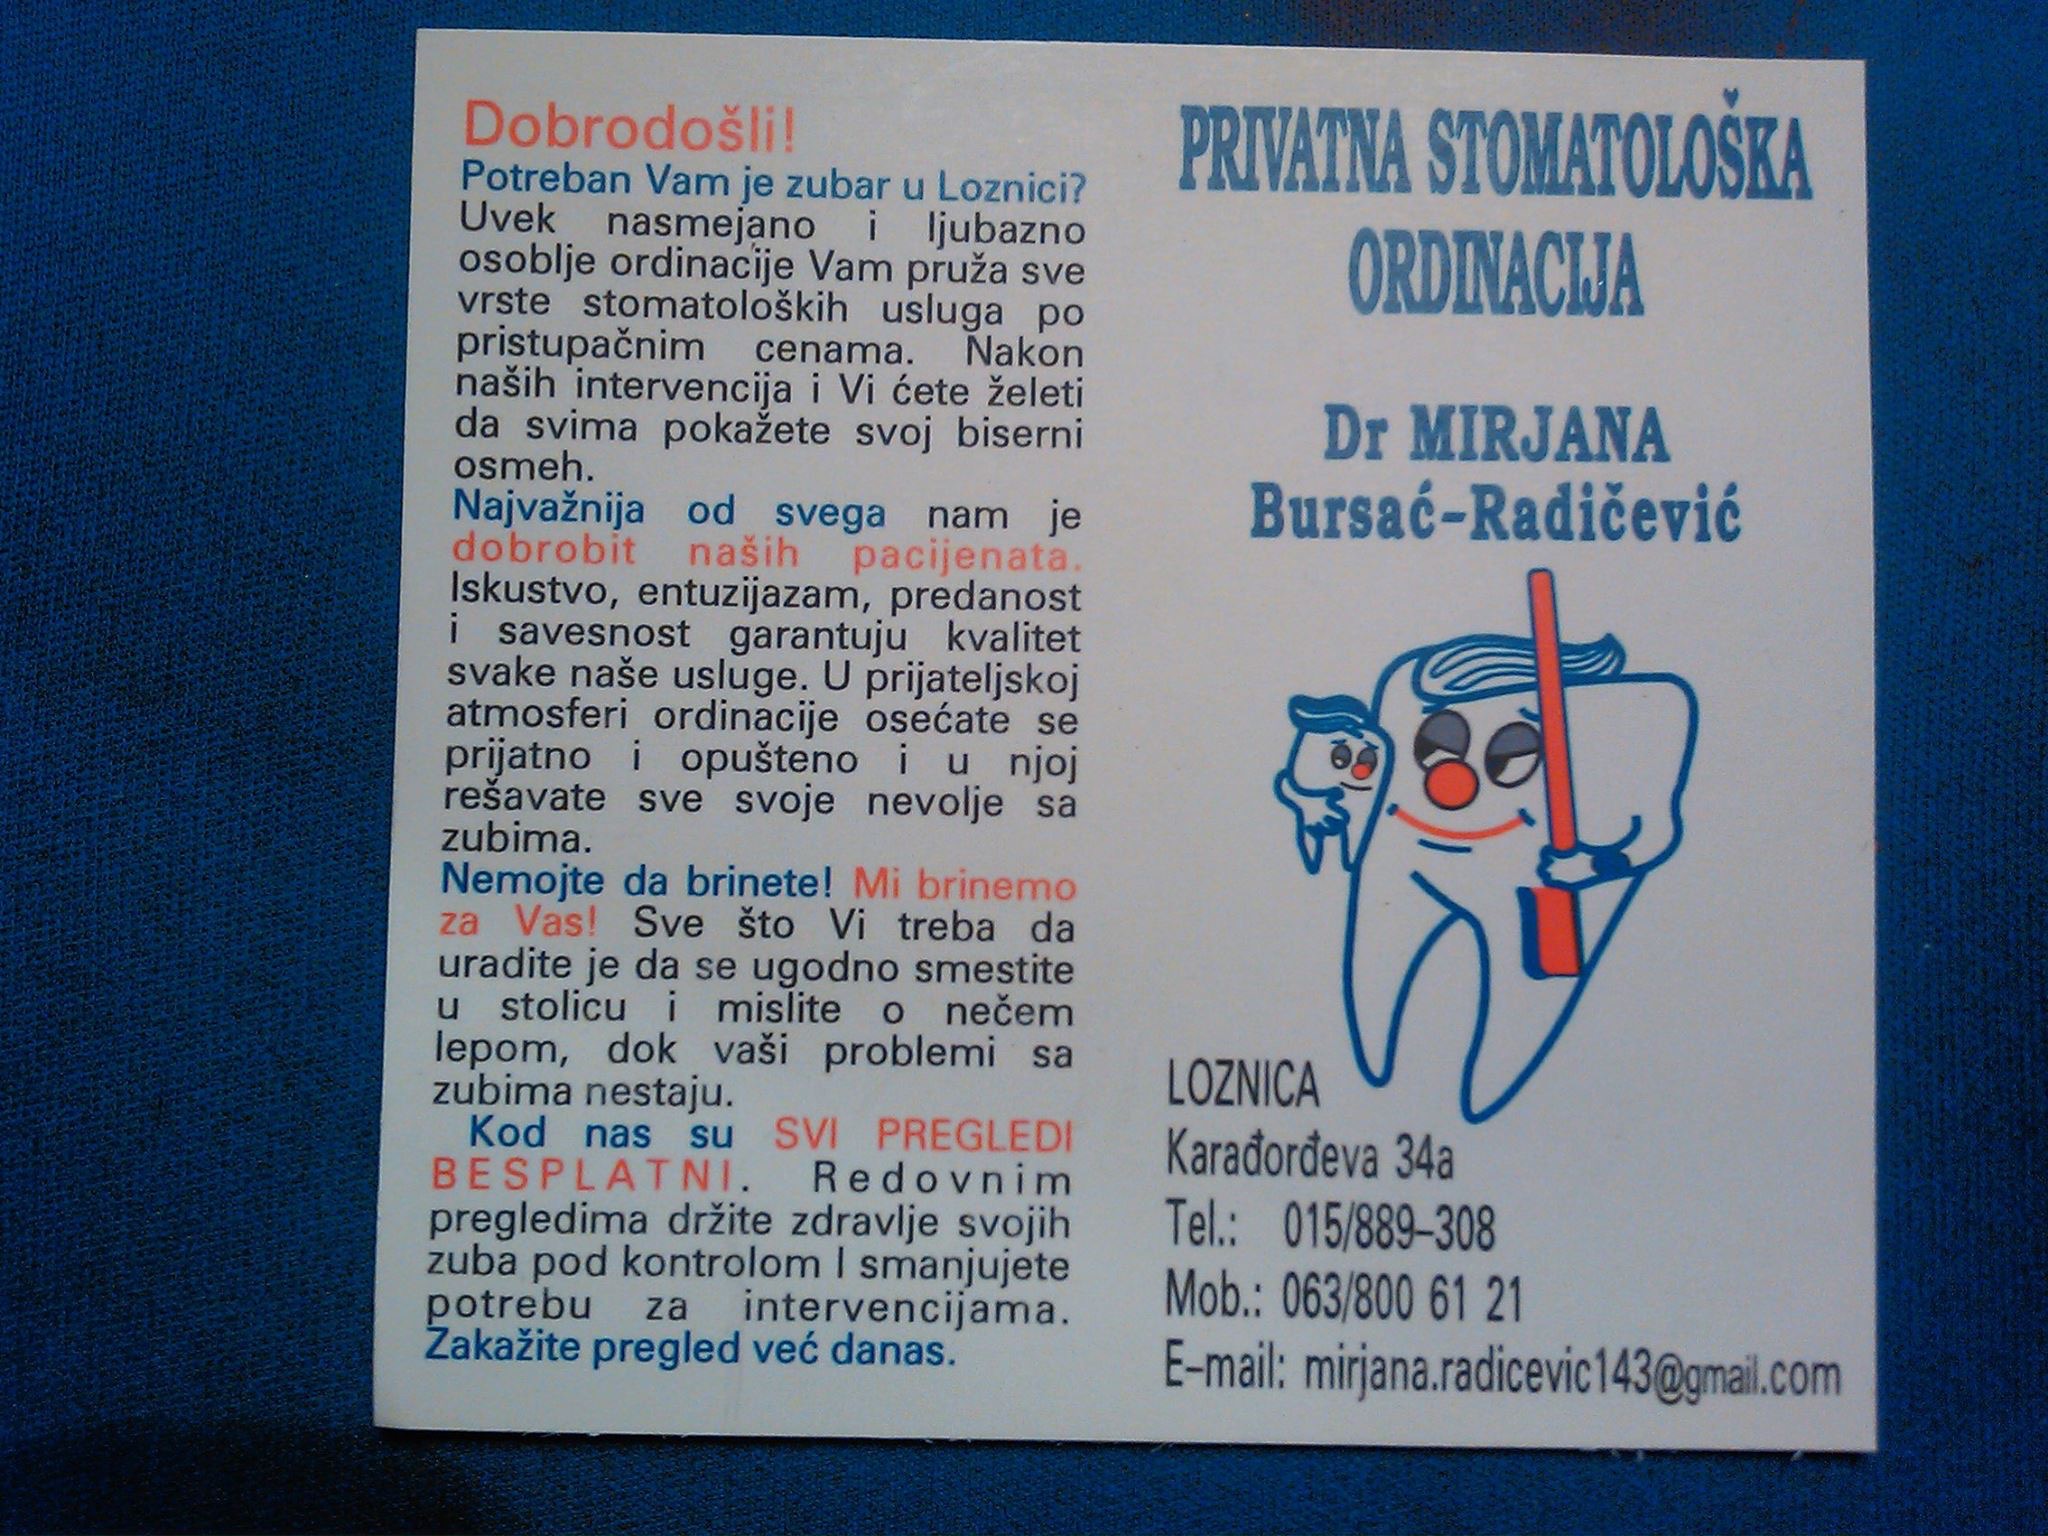 Dobrodošli!
Potreban Vam je zubar u Loznici?
Uvek nasmejano i ljubazno
osoblje ordinacije Vam pruža sve
vrste stomatoloških usluga po
pristupačnim cenama. Nakon
naših intervencija i Vi ćete želeti
da svima pokažete svoj biserni
osmeh.
Najvažnija od svega nam je
dobrobit naših pacijenata.
Iskustvo, entuzijazam, predanost
i savesnost garantuju kvalitet
svake naše usluge. U prijateljskoj
atmosferi ordinacije osećate se
prijatno i opušteno i u njoj
rešavate sve svoje nevolje sa
zubima.
Nemojte da brinete! Mi brinemo
za Vas! Sve što Vi treba da
uradite je da se ugodno smestite
u stolicu i mislite o nečem
lepom, dok vaši problemi sa
zubima nestaju.
Kod nas su SVI PREGLEDI
BESPLATNI. Redovnim
pregledima držite zdravlje svojih
zuba pod kontrolom I smanjujete
potrebu za intervencijama.
Zakažite pregled već danas.
PRIVATNA STOMATOLOŠKA
ORDINACIJA
Dr MIRJANA
Bursać-Radičević
LOZNICA
Karađorđeva 34a
Tel.: 015/889-308
Mob.: 063/800 61 21
E-mail: mirjana.radicevic143@gmail.com